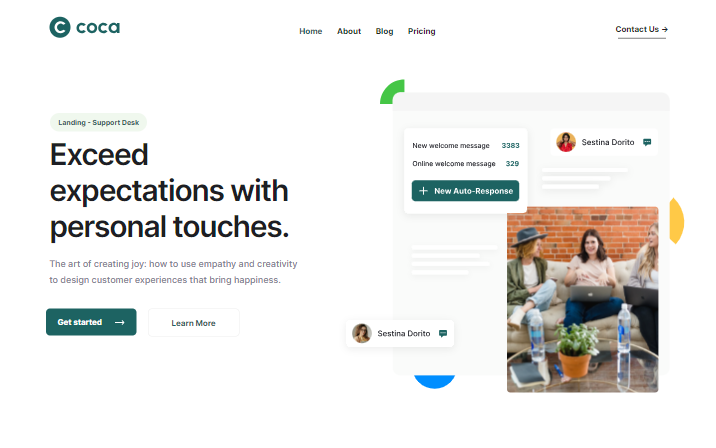 coca
Home About Blog Pricing
Contact Us →
Landing - Support Desk
Exceed
expectations with
personal touches.
The art of creating joy: how to use empathy and creativity
to design customer experiences that bring happiness.
Get started →
Learn More
New welcome message 3383
Online welcome message 329
+ New Auto-Response
Sestina Dorito
Sestina Dorito